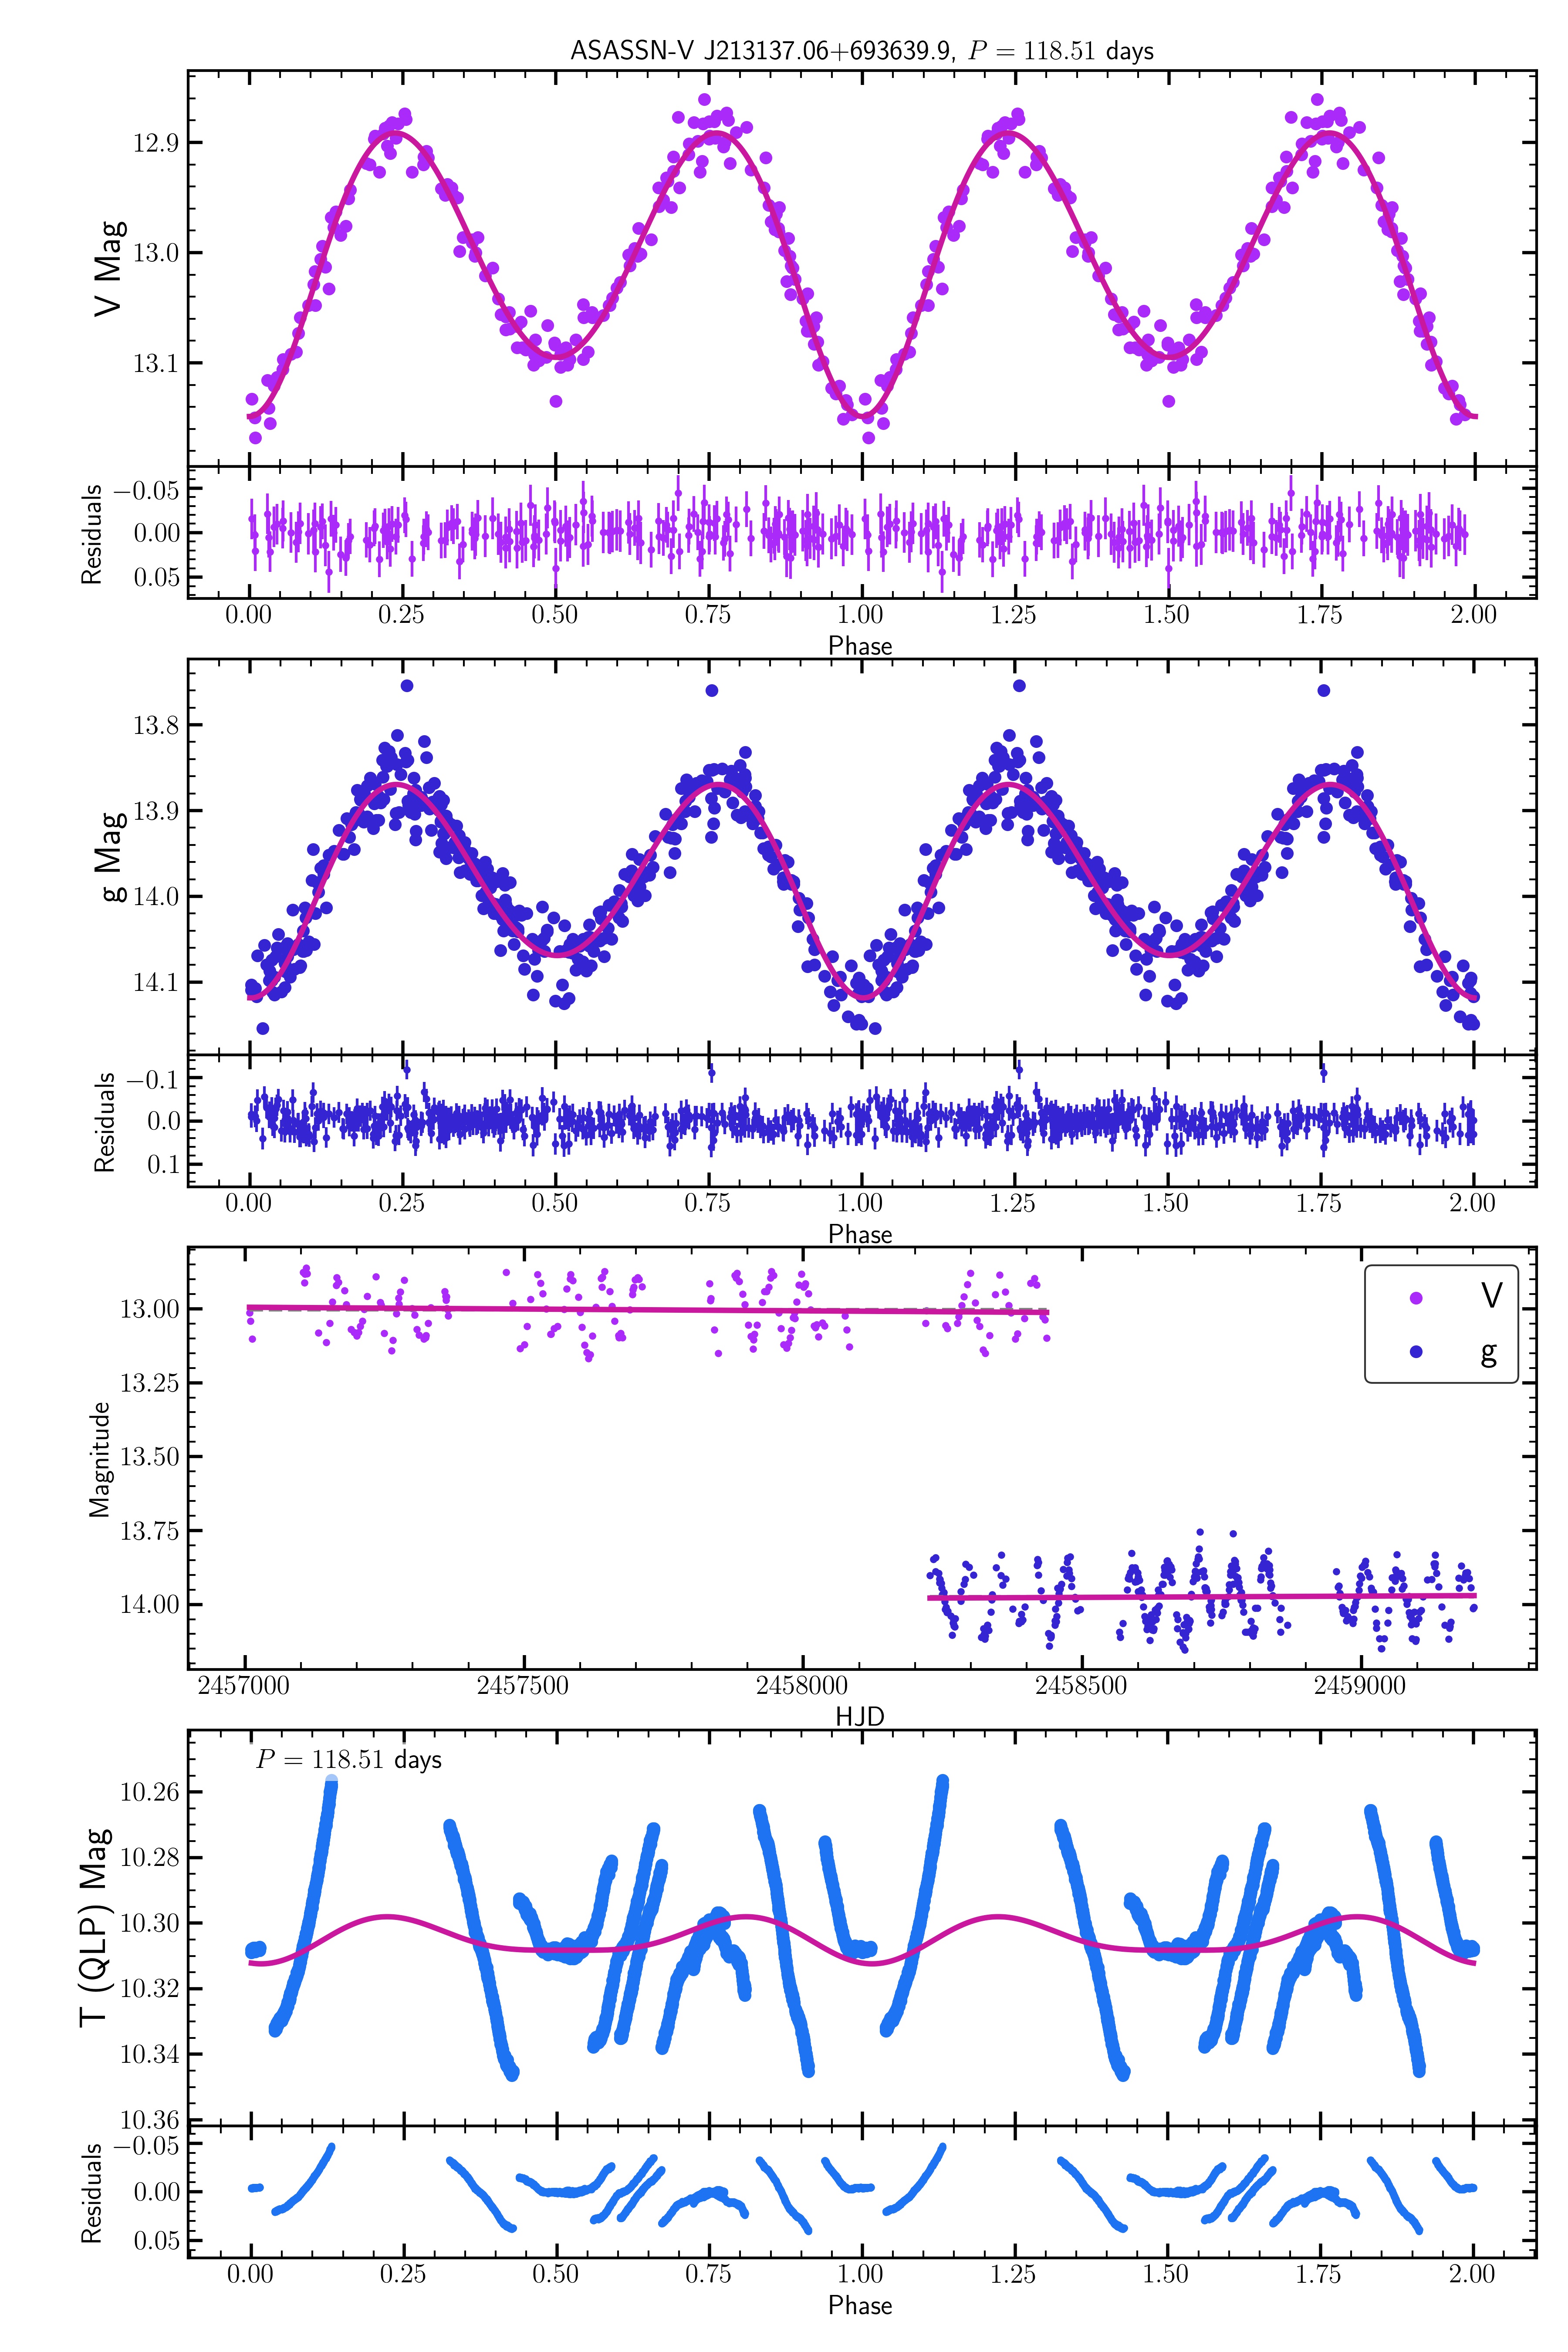 ASASSN-V J213137.06+693639.9, P = 118.51 days
V Mag
12.9
13.0
13.1
Residuals
−0.05
0.00
0.05
0.00 0.25 0.50 0.75 1.00 1.25 1.50 1.75 2.00
Phase
g Mag
13.8
13.9
14.0
14.1
Residuals
−0.1
0.0
0.1
0.00 0.25 0.50 0.75 1.00 1.25 1.50 1.75 2.00
Phase
Magnitude
13.00
13.25
13.50
13.75
14.00
V
g
2457000 2457500 2458000 2458500 2459000
HJD
P = 118.51 days
T (QLP) Mag
10.26
10.28
10.30
10.32
10.34
10.36
Residuals
−0.05
0.00
0.05
0.00 0.25 0.50 0.75 1.00 1.25 1.50 1.75 2.00
Phase